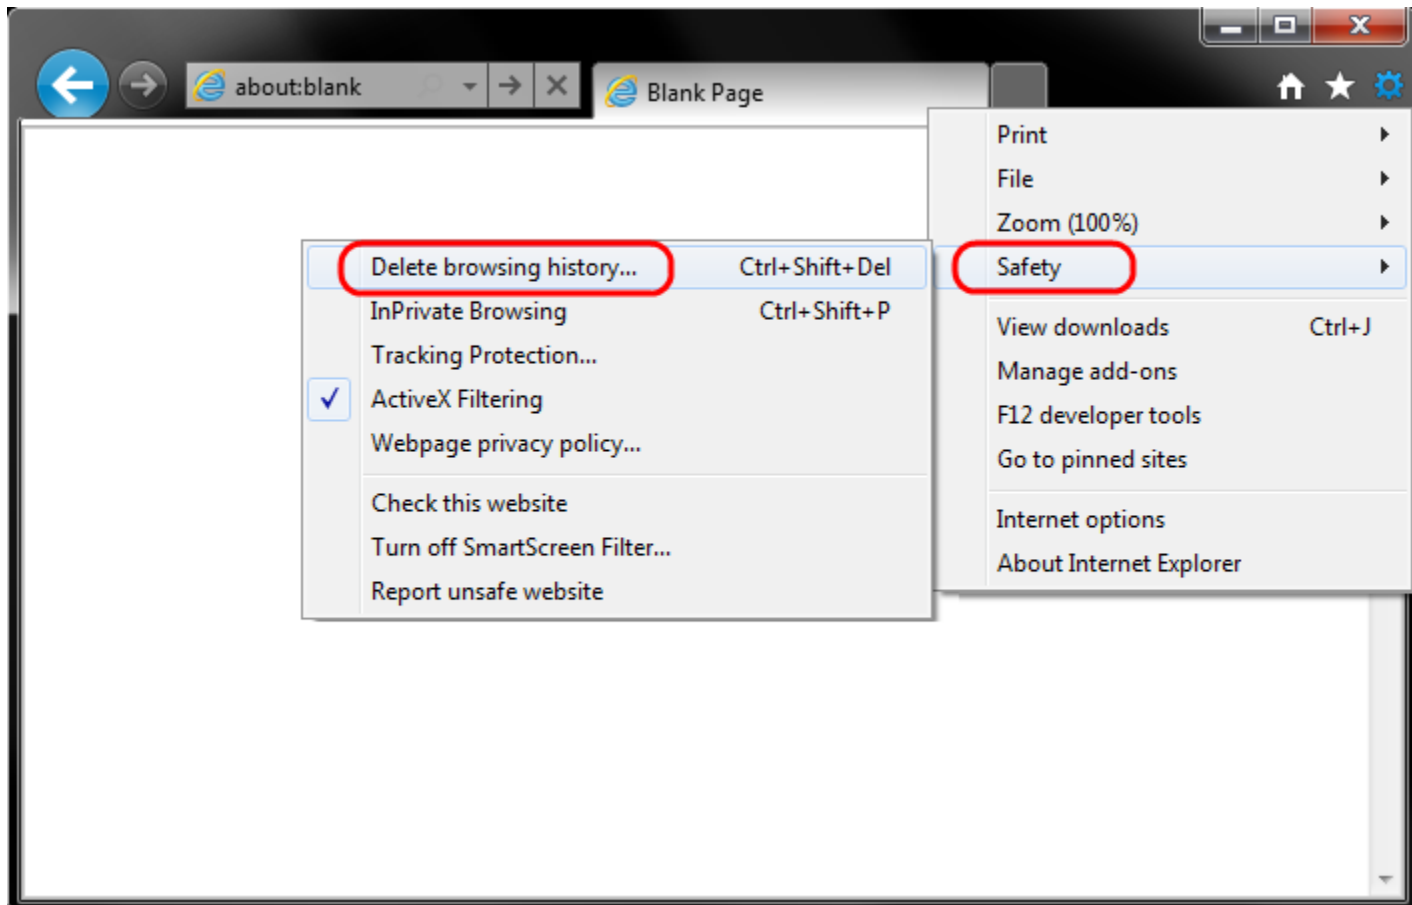 about:blank
Blank Page
Print
File
Zoom (100%)
Safety
View downloads Ctrl+J
Manage add-ons
F12 developer tools
Go to pinned sites
Internet options
About Internet Explorer
Delete browsing history... Ctrl+Shift+Del
InPrivate Browsing Ctrl+Shift+P
Tracking Protection...
ActiveX Filtering
Webpage privacy policy...
Check this website
Turn off SmartScreen Filter...
Report unsafe website